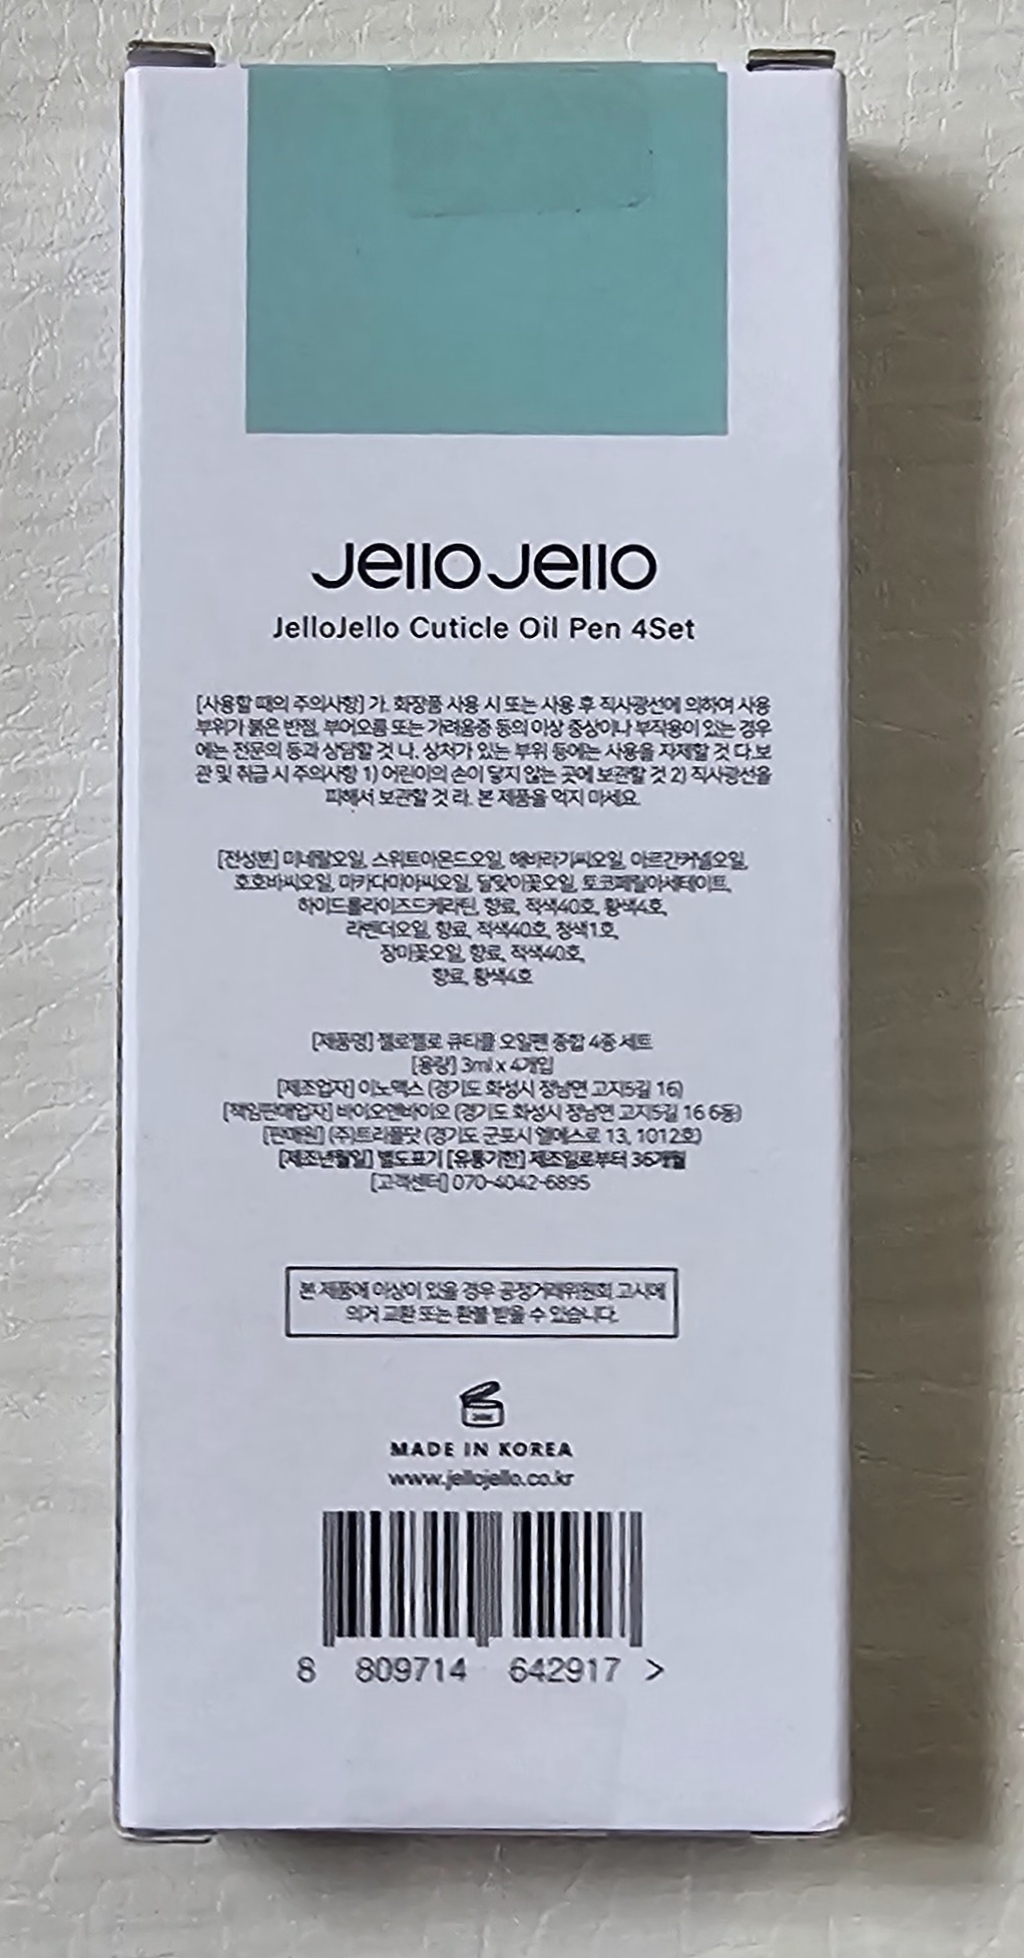 JelloJello
JelloJello Cuticle Oil Pen 4Set
[사용할 때의 주의사항] 가. 화장품 사용 시 또는 사용 후 직사광선에 의하여 사용
부위가 붉은 반점, 부어오름 또는 가려움증 등의 이상 증상이나 부작용이 있는 경우
에는 전문의 등과 상담할 것 나. 상처가 있는 부위 등에는 사용을 자제할 것 다.보
관 및 취급 시 주의사항 1) 어린이의 손이 닿지 않는 곳에 보관할 것 2) 직사광선을
피해서 보관할 것 라. 본 제품을 먹지 마세요.
[전성분] 미네랄오일, 스위트아몬드오일, 해바라기씨오일, 아르간커넬오일,
호호바씨오일, 마카다미아씨오일, 달맞이꽃오일, 토코페릴아세테이트,
하이드롤라이즈드케라틴, 향료, 적색40호, 황색4호,
라벤더오일, 향료, 적색40호, 청색1호,
장미꽃오일, 향료, 적색40호,
향료, 황색4호
[제품명] 젤로젤로 큐티클 오일펜 종합 4종 세트
[용량] 3ml x 4개입
[제조업자] 이노맥스 (경기도 화성시 정남면 고지5길 16)
[책임판매업자] 바이오앤바이오 (경기도 화성시 정남면 고지5길 16 6동)
[판매원] (주)트리플닷 (경기도 군포시 엘에스로 13, 1012호)
[제조년월일] 별도표기 [유통기한] 제조일로부터 36개월
[고객센터] 070-4042-6895
본 제품에 이상이 있을 경우 공정거래위원회 고시에
의거 교환 또는 환불 받을 수 있습니다.
MADE IN KOREA
www.jellojello.co.kr
8 809714 642917 >